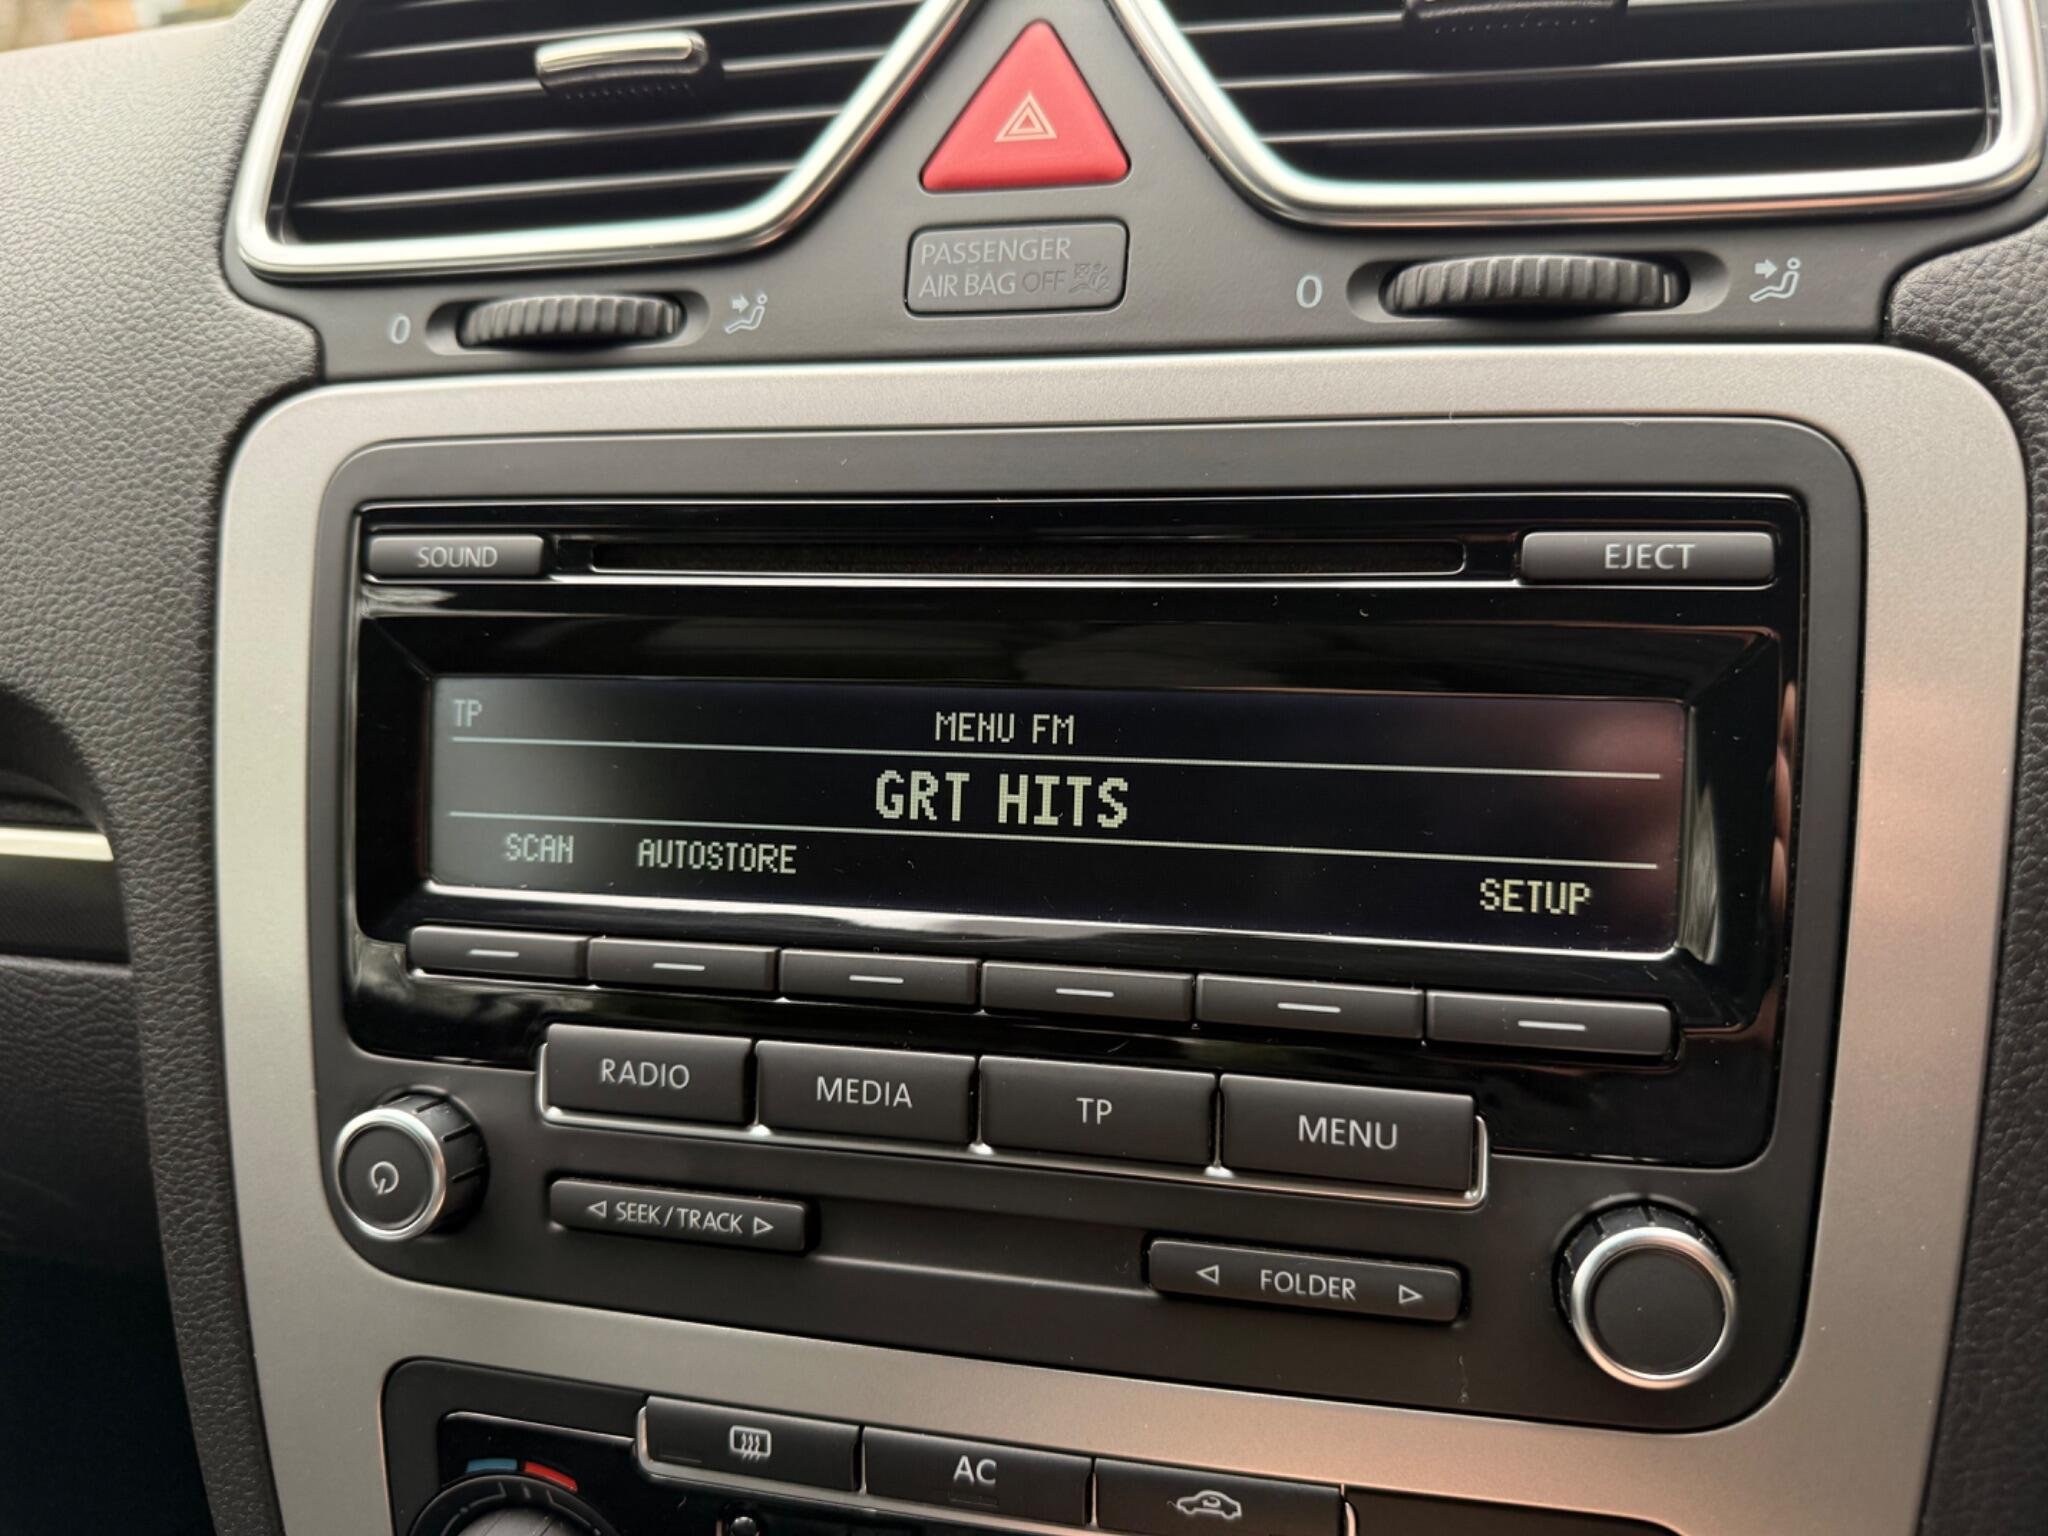 PASSENGER
AIR BAG OFF
0
0
SOUND
EJECT
TP
MENU FM
GRT HITS
SCAN AUTOSTORE
SETUP
RADIO MEDIA TP MENU
SEEK / TRACK
FOLDER
AC